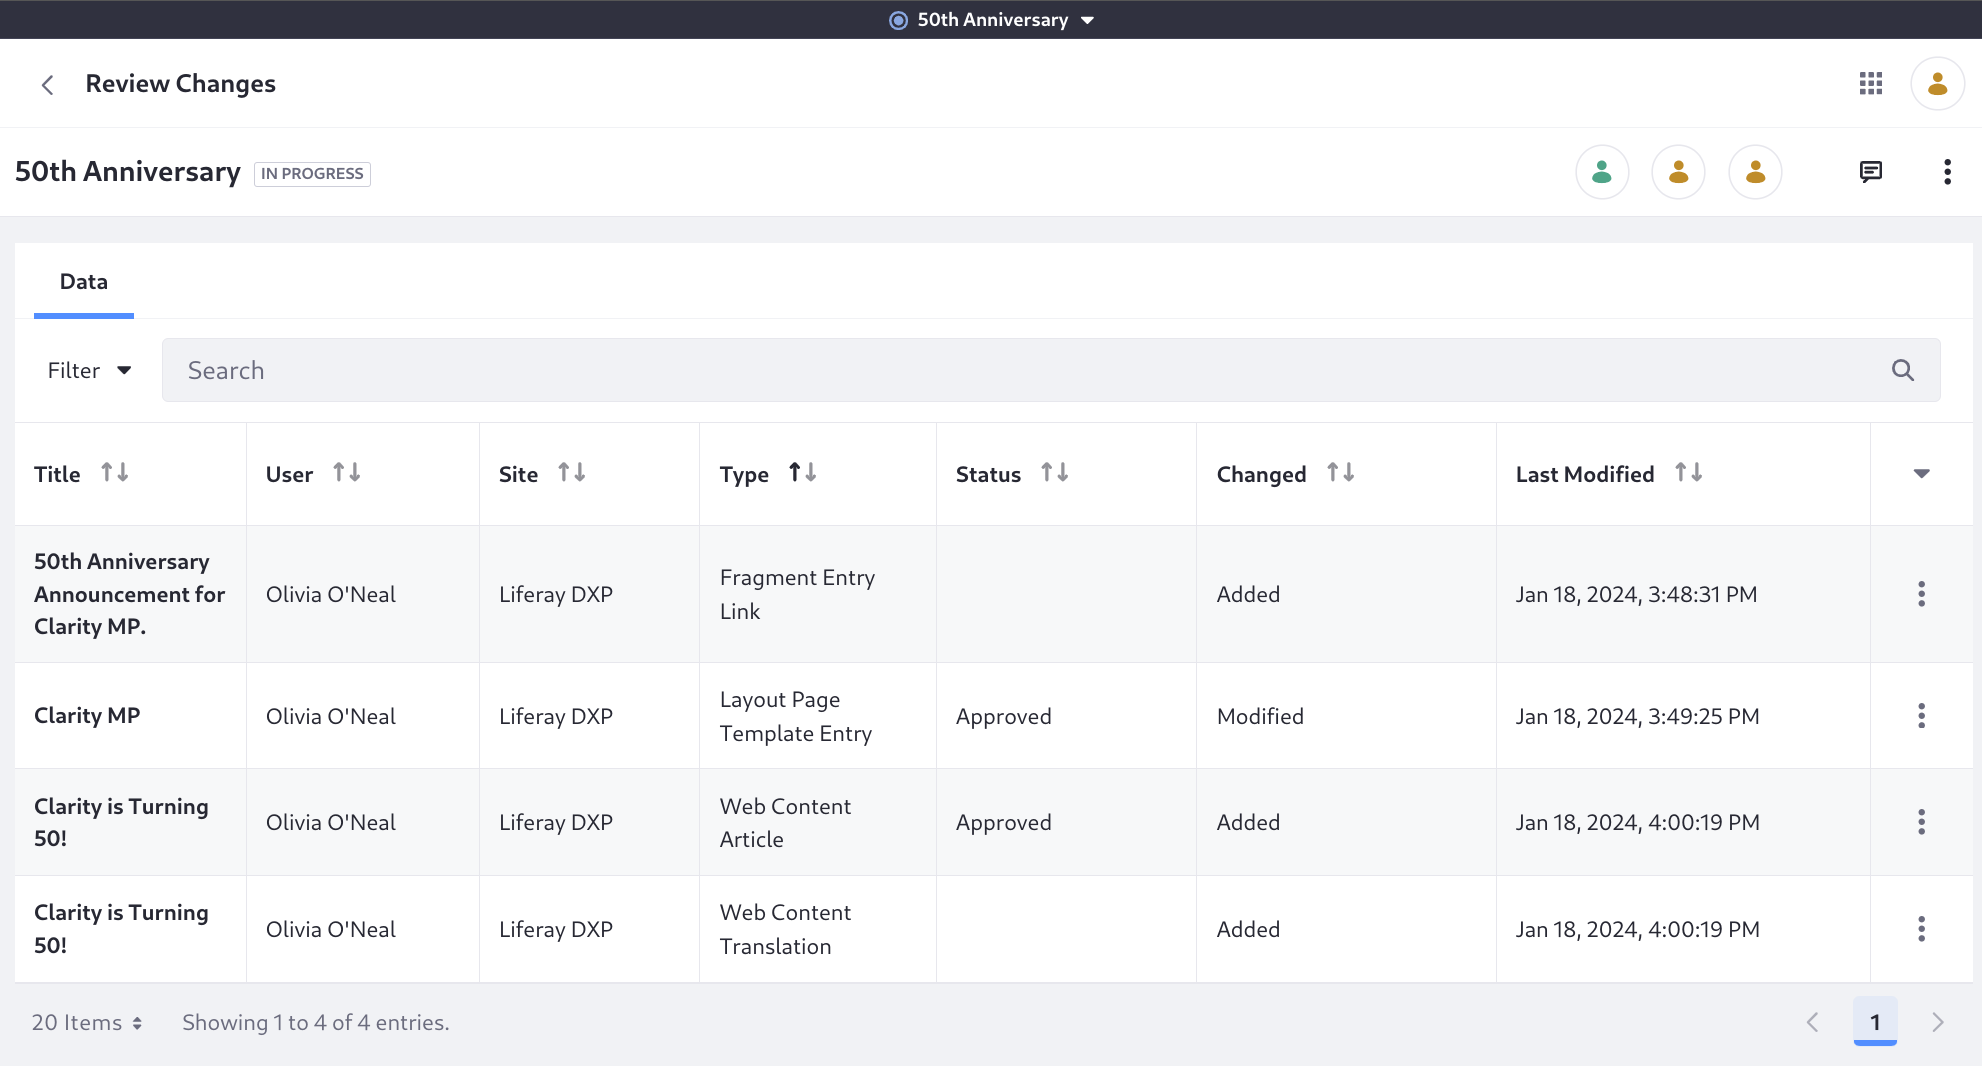 50th Anniversary
Review Changes
50th Anniversary IN PROGRESS
Data
Filter Search
Title User Site Type Status Changed Last Modified
50th Anniversary
Announcement for
Clarity MP.
Olivia O'Neal
Liferay DXP
Fragment Entry
Link
Added
Jan 18, 2024, 3:48:31 PM
Clarity MP
Olivia O'Neal
Liferay DXP
Layout Page
Template Entry
Approved
Modified
Jan 18, 2024, 3:49:25 PM
Clarity is Turning
50!
Olivia O'Neal
Liferay DXP
Web Content
Article
Approved
Added
Jan 18, 2024, 4:00:19 PM
Clarity is Turning
50!
Olivia O'Neal
Liferay DXP
Web Content
Translation
Added
Jan 18, 2024, 4:00:19 PM
20 Items Showing 1 to 4 of 4 entries. 1